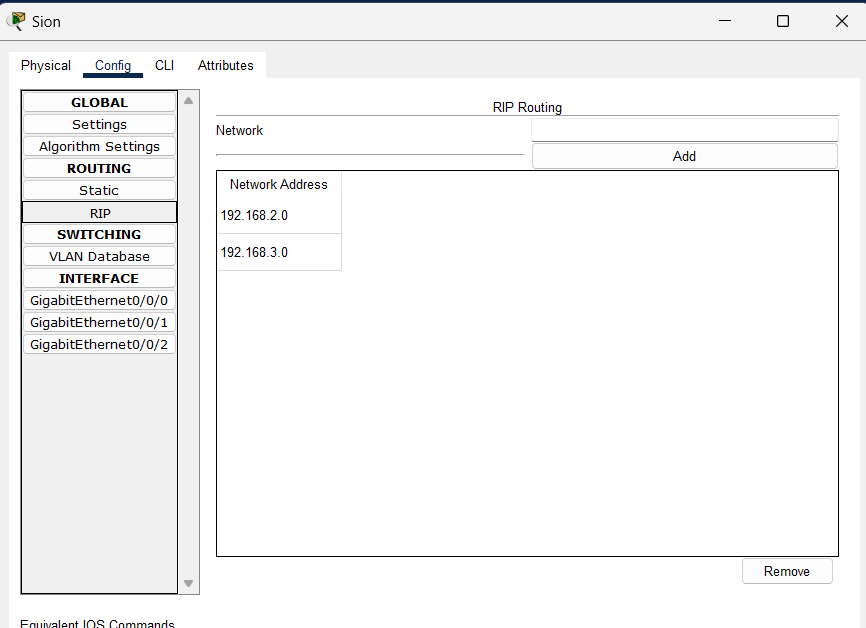 Sion
Physical Config CLI Attributes
GLOBAL
Settings
Algorithm Settings
ROUTING
Static
RIP
SWITCHING
VLAN Database
INTERFACE
GigabitEthernet0/0/0
GigabitEthernet0/0/1
GigabitEthernet0/0/2
RIP Routing
Network
Add
Network Address
192.168.2.0
192.168.3.0
Remove
Equivalent IOS Commands